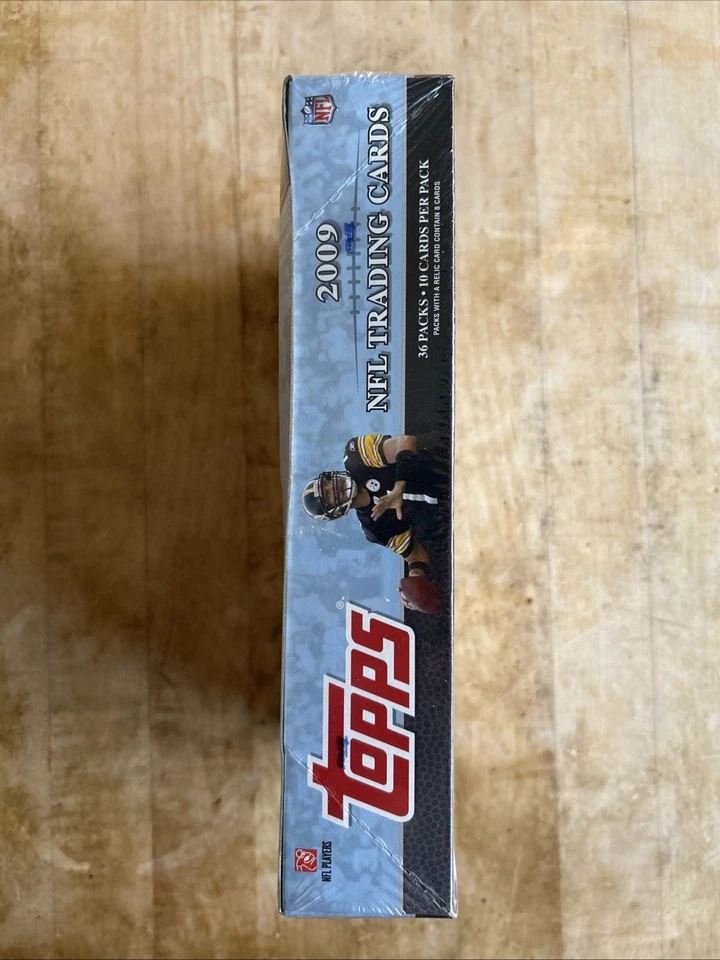 NFL
2009
NFL TRADING CARDS
36 PACKS • 10 CARDS PER PACK
PACKS WITH A RELIC CARD CONTAIN 8 CARDS
Topps®
NFL PLAYERS